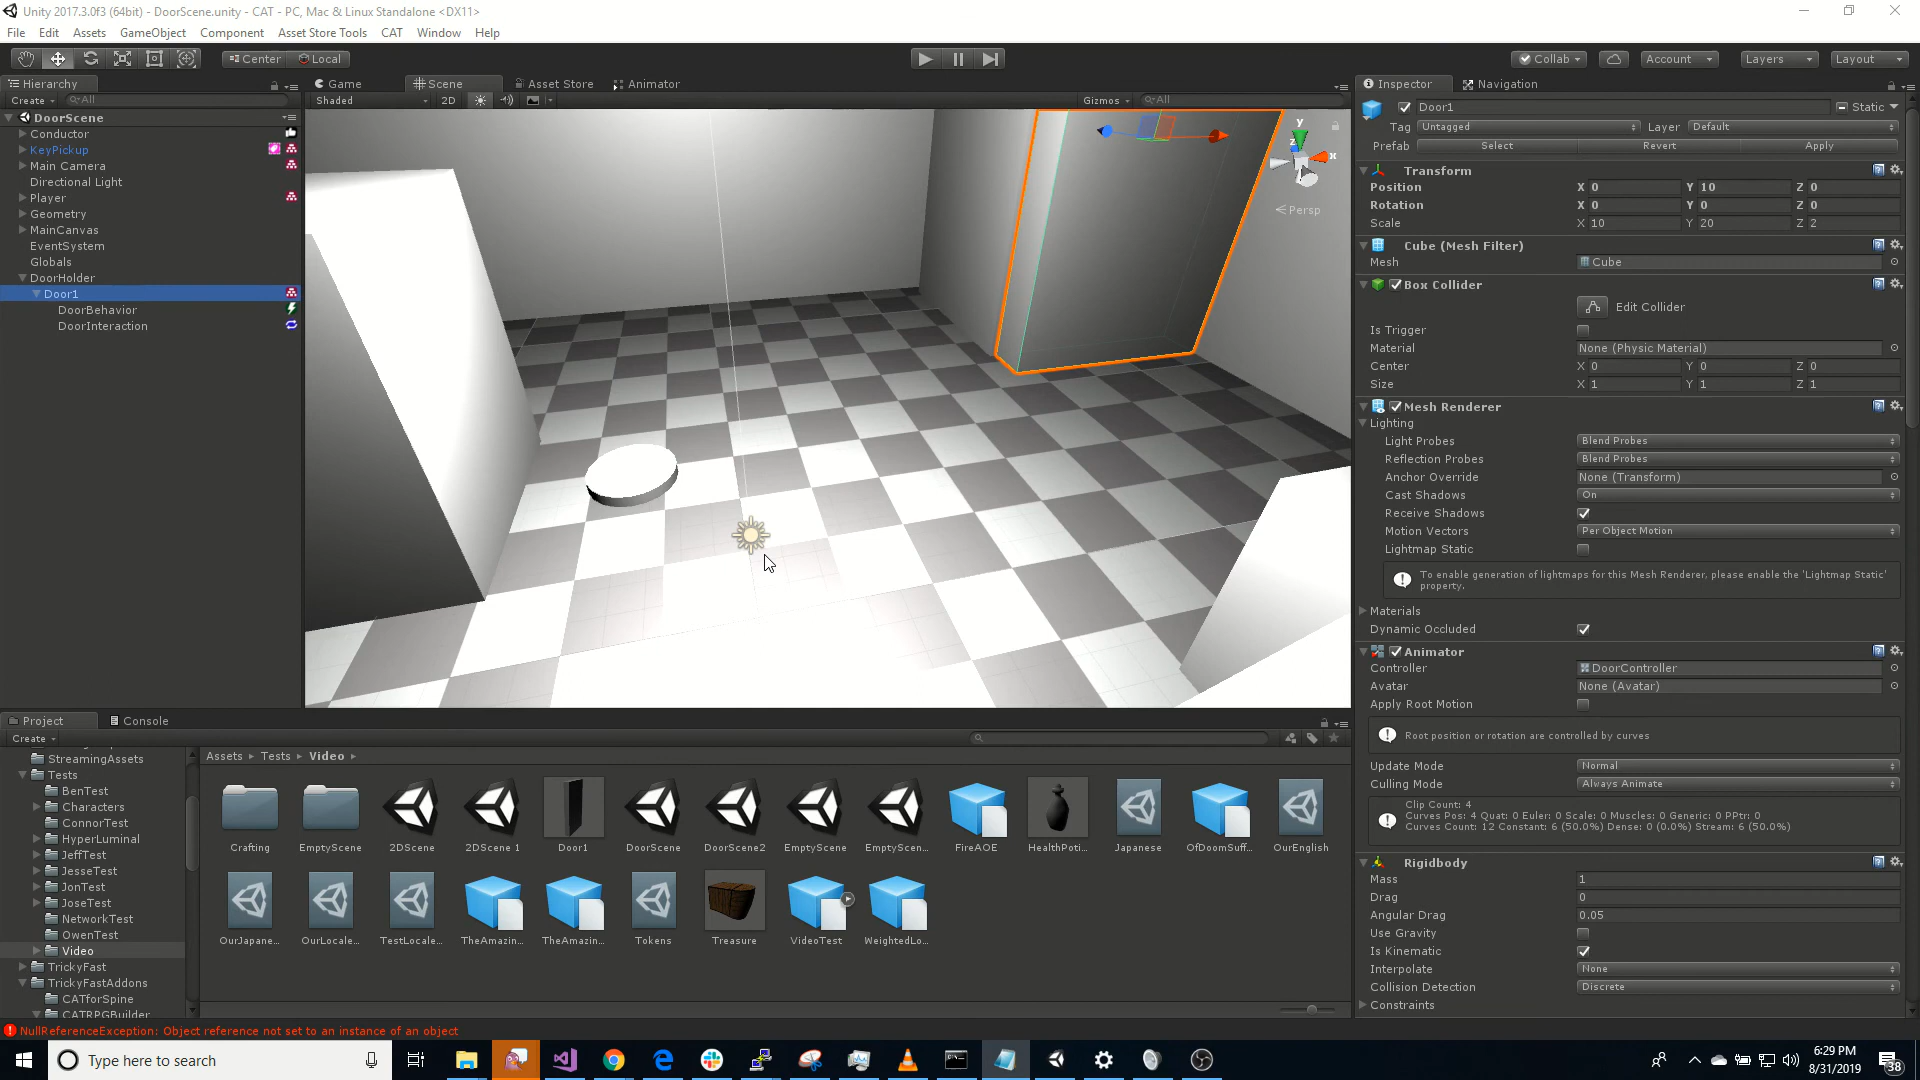 Unity 2017.3.0f3 (64bit) - DoorScene.unity - CAT - PC, Mac & Linux Standalone <DX11>
File Edit Assets GameObject Component Asset Store Tools CAT Window Help
Center Local Collab Account Layers Layout
Hierarchy
Create All
DoorScene
Conductor
KeyPickup
Main Camera
Directional Light
Player
Geometry
MainCanvas
EventSystem
Globals
DoorHolder
Door1
DoorBehavior
DoorInteraction
Game Scene Asset Store Animator
Shaded 2D Gizmos All
y
z
x
Persp
Inspector Navigation
Door1 Static
Tag Untagged Layer Default
Prefab Select Revert Apply
Transform
Position X 0 Y 10 Z 0
Rotation X 0 Y 0 Z 0
Scale X 10 Y 20 Z 2
Cube (Mesh Filter)
Mesh Cube
Box Collider
Edit Collider
Is Trigger
Material None (Physic Material)
Center X 0 Y 0 Z 0
Size X 1 Y 1 Z 1
Mesh Renderer
Lighting
Light Probes Blend Probes
Reflection Probes Blend Probes
Anchor Override None (Transform)
Cast Shadows On
Receive Shadows
Motion Vectors Per Object Motion
Lightmap Static
To enable generation of lightmaps for this Mesh Renderer, please enable the 'Lightmap Static'
property.
Materials
Dynamic Occluded
Animator
Controller DoorController
Avatar None (Avatar)
Apply Root Motion
Root position or rotation are controlled by curves
Update Mode Normal
Culling Mode Always Animate
Clip Count: 4
Curves Pos: 4 Quat: 0 Euler: 0 Scale: 0 Muscles: 0 Generic: 0 PPtr: 0
Curves Count: 12 Constant: 6 (50.0%) Dense: 0 (0.0%) Stream: 6 (50.0%)
Rigidbody
Mass 1
Drag 0
Angular Drag 0.05
Use Gravity
Is Kinematic
Interpolate None
Collision Detection Discrete
Constraints
Project Console
Create
StreamingAssets
Tests
BenTest
Characters
ConnorTest
HyperLuminal
JeffTest
JesseTest
JonTest
JoseTest
NetworkTest
OwenTest
Video
TrickyFast
TrickyFastAddons
CATforSpine
CATRPGBuilder
Assets Tests Video
Crafting EmptyScene 2DScene 2DScene 1 Door1 DoorScene DoorScene2 EmptyScene EmptyScen... FireAOE HealthPoti... Japanese OfDoomSuff... OurEnglish
OurJapane... OurLocale... TestLocale... TheAmazin... TheAmazin... Tokens Treasure VideoTest WeightedLo...
NullReferenceException: Object reference not set to an instance of an object
Type here to search
6:29 PM
8/31/2019
38